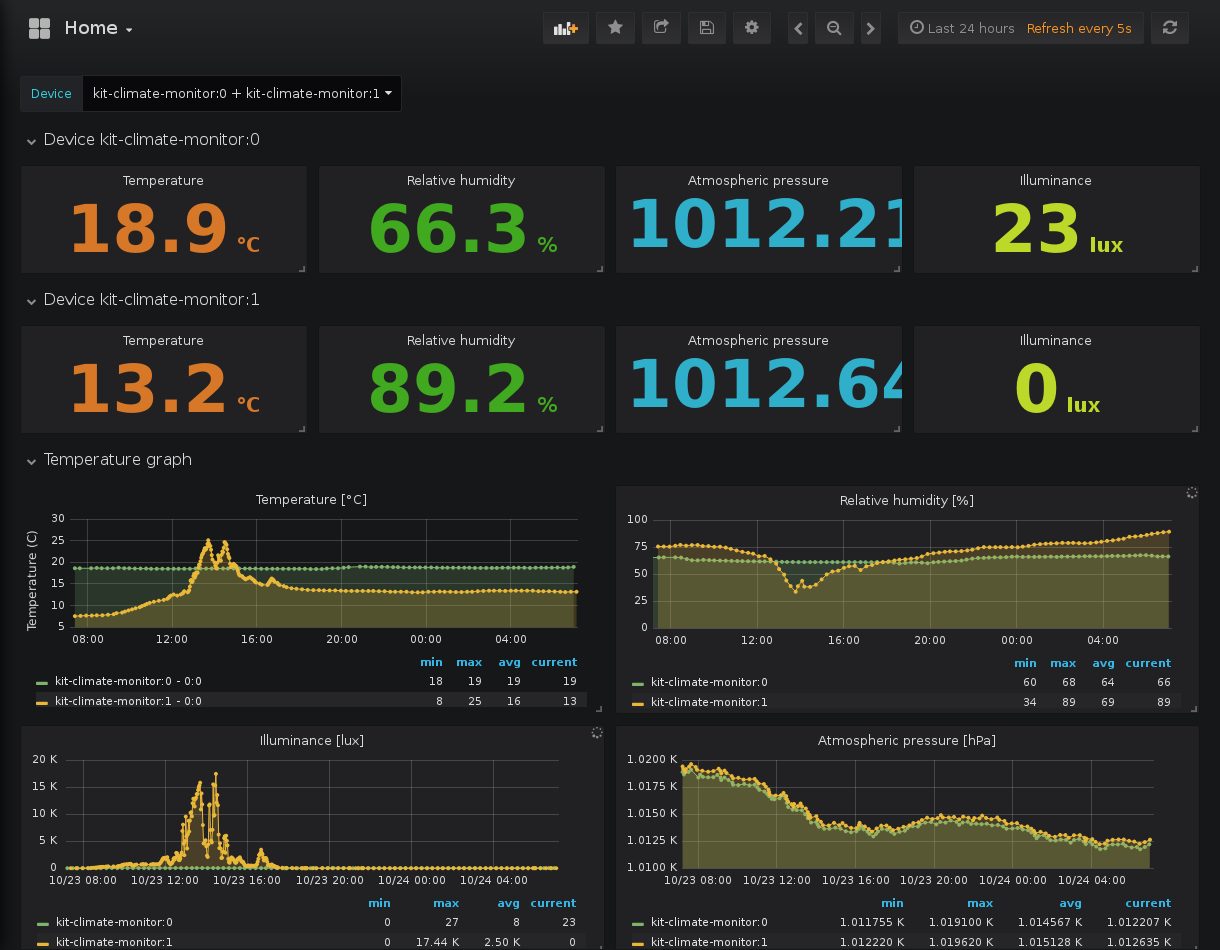 Home
Last 24 hours Refresh every 5s
Device kit-climate-monitor:0 + kit-climate-monitor:1
Device kit-climate-monitor:0
Temperature Relative humidity Atmospheric pressure Illuminance
18.9 °C 66.3 % 1012.21 23 lux
Device kit-climate-monitor:1
Temperature Relative humidity Atmospheric pressure Illuminance
13.2 °C 89.2 % 1012.64 0 lux
Temperature graph
Temperature [°C]
Temperature (C)
30
25
20
15
10
5
08:00 12:00 16:00 20:00 00:00 04:00
min max avg current
kit-climate-monitor:0 - 0:0 18 19 19 19
kit-climate-monitor:1 - 0:0 8 25 16 13
Relative humidity [%]
100
75
50
25
0
08:00 12:00 16:00 20:00 00:00 04:00
min max avg current
kit-climate-monitor:0 60 68 64 66
kit-climate-monitor:1 34 89 69 89
Illuminance [lux]
20 K
15 K
10 K
5 K
0
10/23 08:00 10/23 12:00 10/23 16:00 10/23 20:00 10/24 00:00 10/24 04:00
min max avg current
kit-climate-monitor:0 0 27 8 23
kit-climate-monitor:1 0 17.44 K 2.50 K 0
Atmospheric pressure [hPa]
1.0200 K
1.0175 K
1.0150 K
1.0125 K
1.0100 K
10/23 08:00 10/23 12:00 10/23 16:00 10/23 20:00 10/24 00:00 10/24 04:00
min max avg current
kit-climate-monitor:0 1.011755 K 1.019100 K 1.014567 K 1.012207 K
kit-climate-monitor:1 1.012220 K 1.019620 K 1.015128 K 1.012635 K